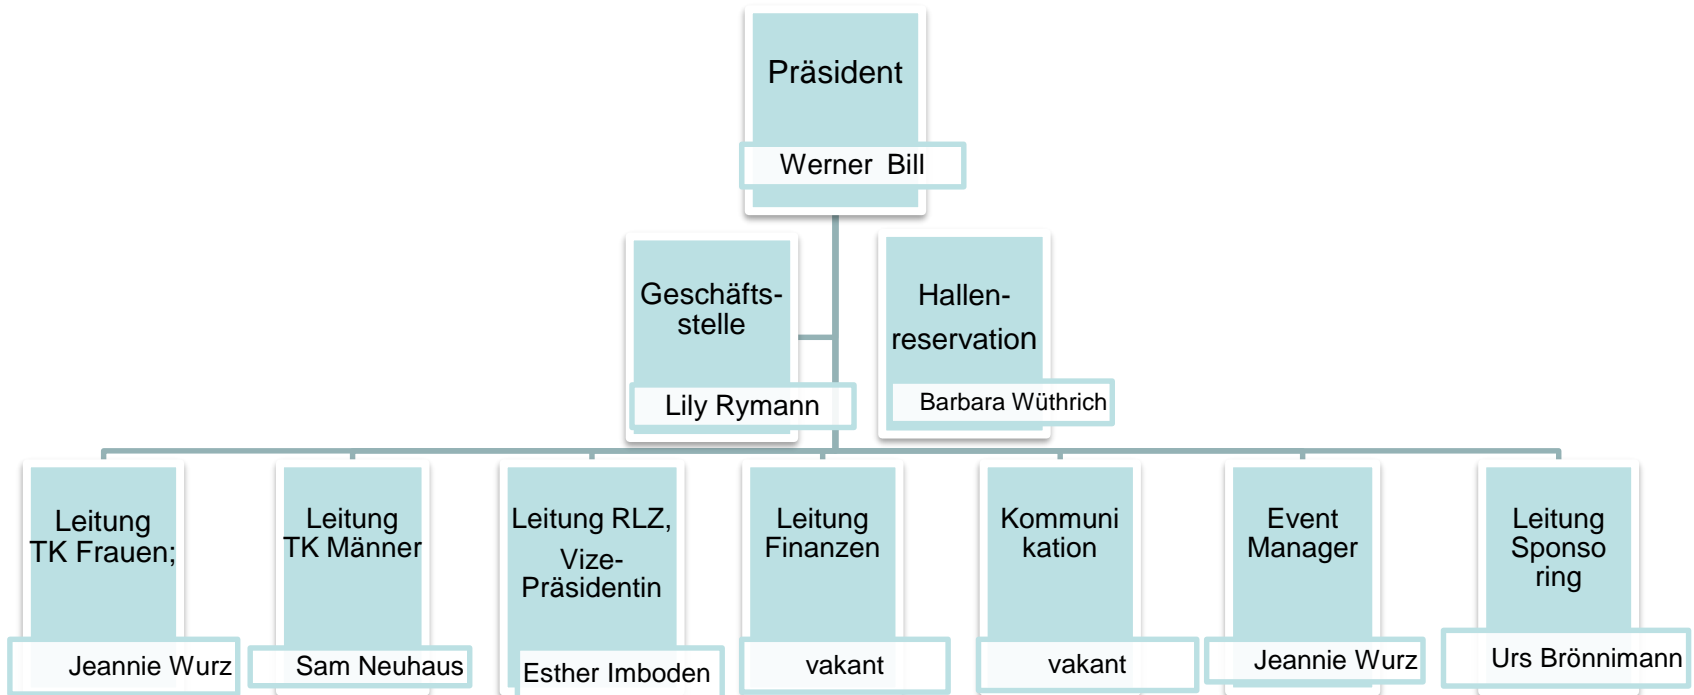 Präsident
Werner  Bill
Geschäfts-
stelle
Lily Rymann
Hallen-
reservation
Barbara Wüthrich
Leitung
TK Frauen;
Jeannie Wurz
Leitung
TK Männer
Sam Neuhaus
Leitung RLZ,
Vize-
Präsidentin
Esther Imboden
Leitung
Finanzen
vakant
Kommuni
kation
vakant
Event
Manager
Jeannie Wurz
Leitung
Sponso
ring
Urs Brönnimann